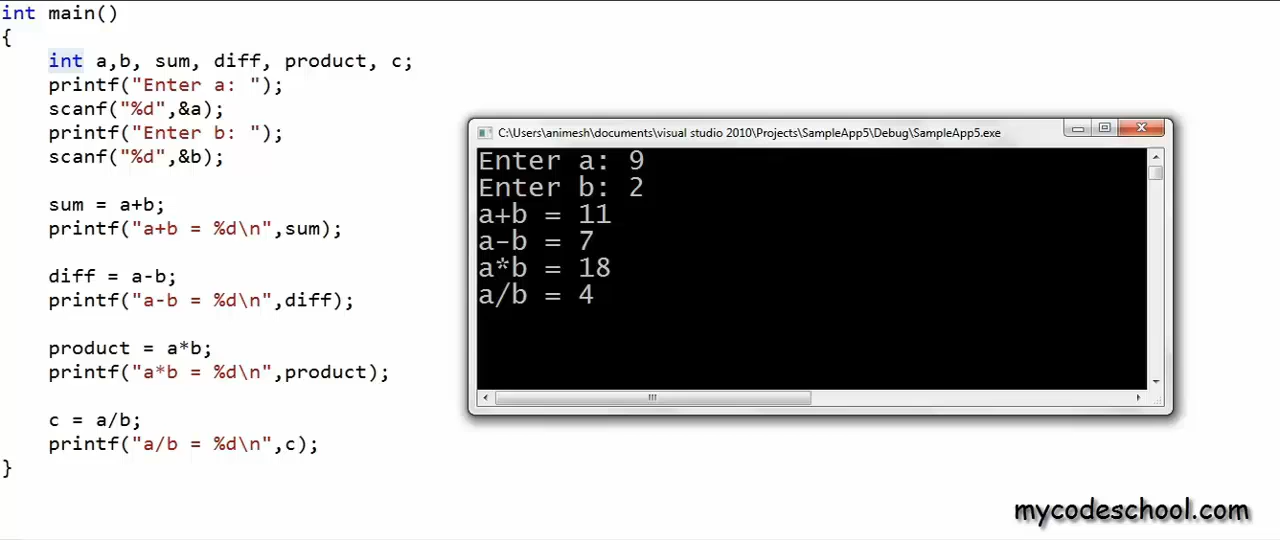 int main()
{
int a,b, sum, diff, product, c;
printf("Enter a: ");
scanf("%d",&a);
printf("Enter b: ");
scanf("%d",&b);
sum = a+b;
printf("a+b = %d\n",sum);
diff = a-b;
printf("a-b = %d\n",diff);
product = a*b;
printf("a*b = %d\n",product);
c = a/b;
printf("a/b = %d\n",c);
}
C:\Users\animesh\documents\visual studio 2010\Projects\SampleApp5\Debug\SampleApp5.exe
Enter a: 9
Enter b: 2
a+b = 11
a-b = 7
a*b = 18
a/b = 4
mycodeschool.com